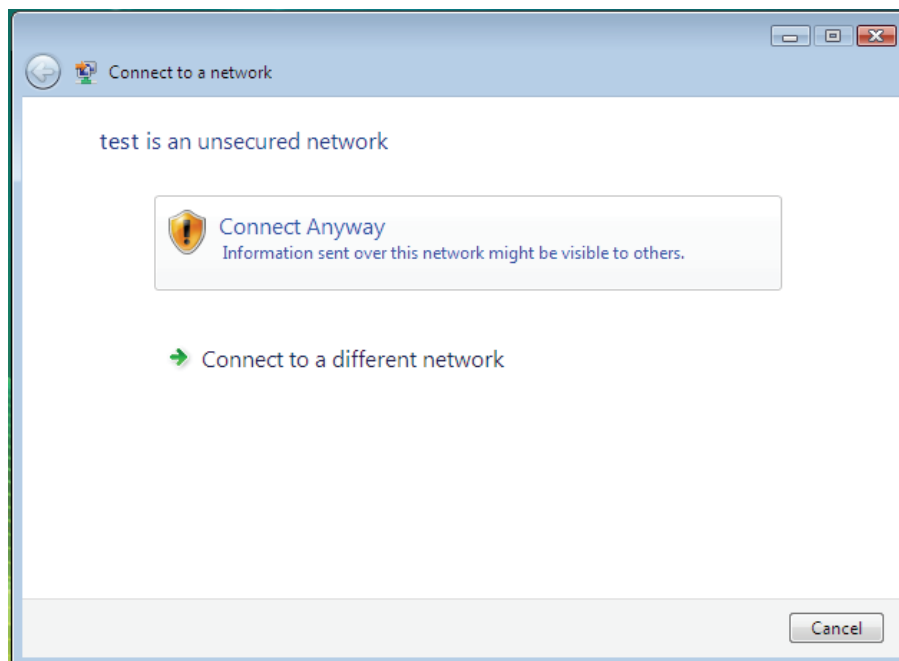 Connect to a network
test is an unsecured network
Connect Anyway
Information sent over this network might be visible to others.
Connect to a different network
Cancel